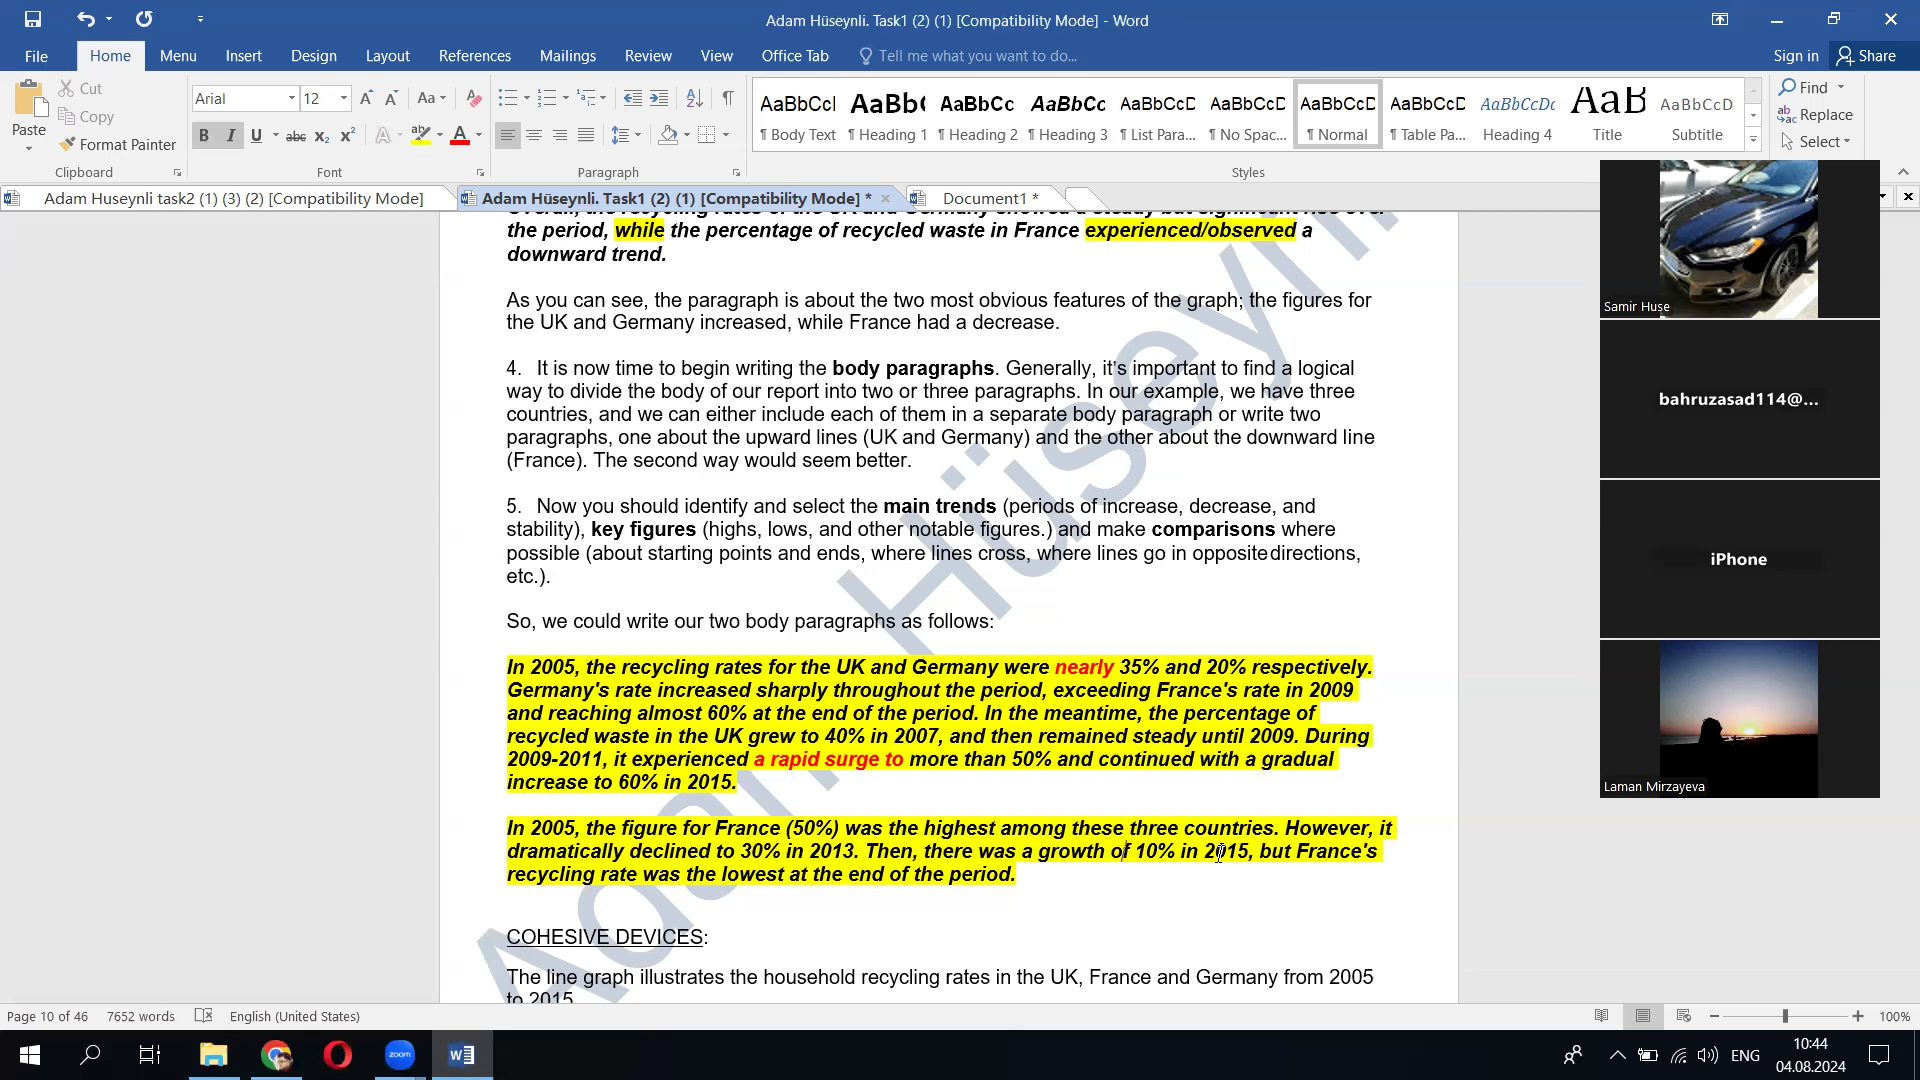 Adam Hüseynli. Task1 (2) (1) [Compatibility Mode] - Word
File Home Menu Insert Design Layout References Mailings Review View Office Tab Tell me what you want to do... Sign in Share
Paste
Cut
Copy
Format Painter
Clipboard
Arial 12
Font
Paragraph
AaBbCcI AaBb( AaBbCc AaBbCc AaBbCcD AaBbCcD AaBbCcD AaBbCcD AaBbCcDc AaB AaBbCcD
¶ Body Text ¶ Heading 1 ¶ Heading 2 ¶ Heading 3 ¶ List Para... ¶ No Spac... ¶ Normal ¶ Table Pa... Heading 4 Title Subtitle
Styles
Find
Replace
Select
Adam Huseynli task2 (1) (3) (2) [Compatibility Mode] Adam Hüseynli. Task1 (2) (1) [Compatibility Mode] * Document1 *
the period, while the percentage of recycled waste in France experienced/observed a
downward trend.
As you can see, the paragraph is about the two most obvious features of the graph; the figures for
the UK and Germany increased, while France had a decrease.
4. It is now time to begin writing the body paragraphs. Generally, it's important to find a logical
way to divide the body of our report into two or three paragraphs. In our example, we have three
countries, and we can either include each of them in a separate body paragraph or write two
paragraphs, one about the upward lines (UK and Germany) and the other about the downward line
(France). The second way would seem better.
5. Now you should identify and select the main trends (periods of increase, decrease, and
stability), key figures (highs, lows, and other notable figures.) and make comparisons where
possible (about starting points and ends, where lines cross, where lines go in oppositedirections,
etc.).
So, we could write our two body paragraphs as follows:
In 2005, the recycling rates for the UK and Germany were nearly 35% and 20% respectively.
Germany's rate increased sharply throughout the period, exceeding France's rate in 2009
and reaching almost 60% at the end of the period. In the meantime, the percentage of
recycled waste in the UK grew to 40% in 2007, and then remained steady until 2009. During
2009-2011, it experienced a rapid surge to more than 50% and continued with a gradual
increase to 60% in 2015.
In 2005, the figure for France (50%) was the highest among these three countries. However, it
dramatically declined to 30% in 2013. Then, there was a growth of 10% in 2015, but France's
recycling rate was the lowest at the end of the period.
COHESIVE DEVICES:
The line graph illustrates the household recycling rates in the UK, France and Germany from 2005
to 2015
Adam Hüseyn
Samir Huse
bahruzasad114@...
iPhone
Laman Mirzayeva
Page 10 of 46 7652 words English (United States) 100%
zoom
ENG
10:44
04.08.2024